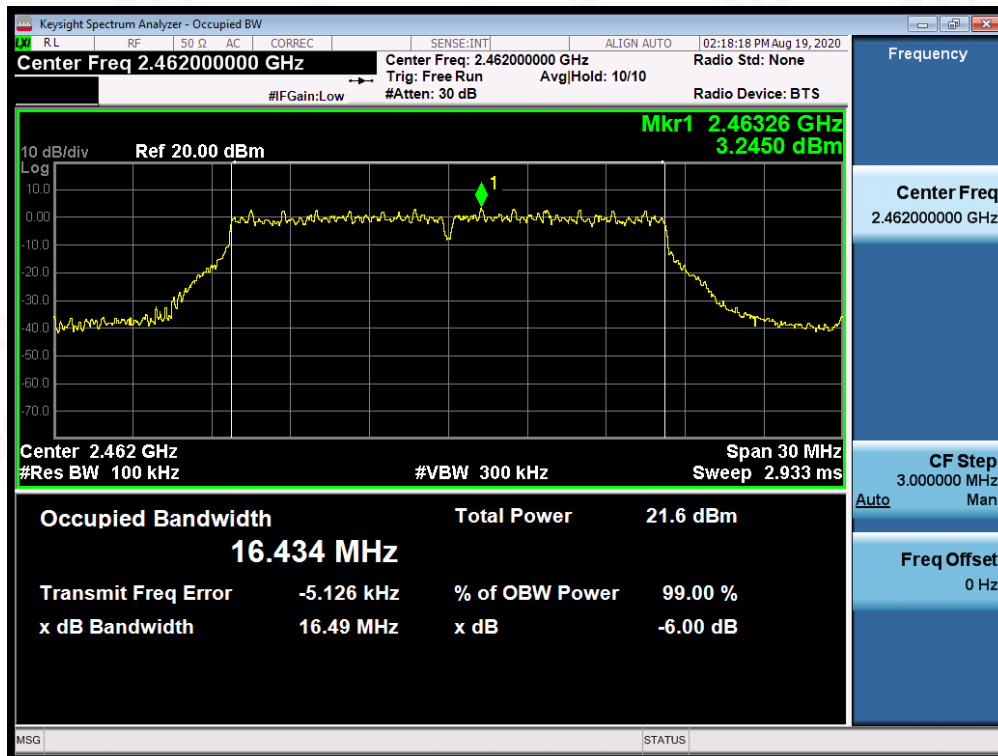 Keysight Spectrum Analyzer - Occupied BW
LXI RL RF 50 Ω AC CORREC SENSE:INT ALIGN AUTO 02:18:18 PM Aug 19, 2020
Center Freq 2.462000000 GHz
Center Freq: 2.462000000 GHz
Radio Std: None
Trig: Free Run
Avg|Hold: 10/10
#IFGain:Low
#Atten: 30 dB
Radio Device: BTS
Mkr1 2.46326 GHz
3.2450 dBm
10 dB/div Ref 20.00 dBm
Log
10.0
0.00
-10.0
-20.0
-30.0
-40.0
-50.0
-60.0
-70.0
1
Center 2.462 GHz
Span 30 MHz
#Res BW 100 kHz
#VBW 300 kHz
Sweep 2.933 ms
Occupied Bandwidth
16.434 MHz
Total Power 21.6 dBm
Transmit Freq Error -5.126 kHz
% of OBW Power 99.00 %
x dB Bandwidth 16.49 MHz
x dB -6.00 dB
MSG
STATUS
Frequency
Center Freq
2.462000000 GHz
CF Step
3.000000 MHz
Auto Man
Freq Offset
0 Hz